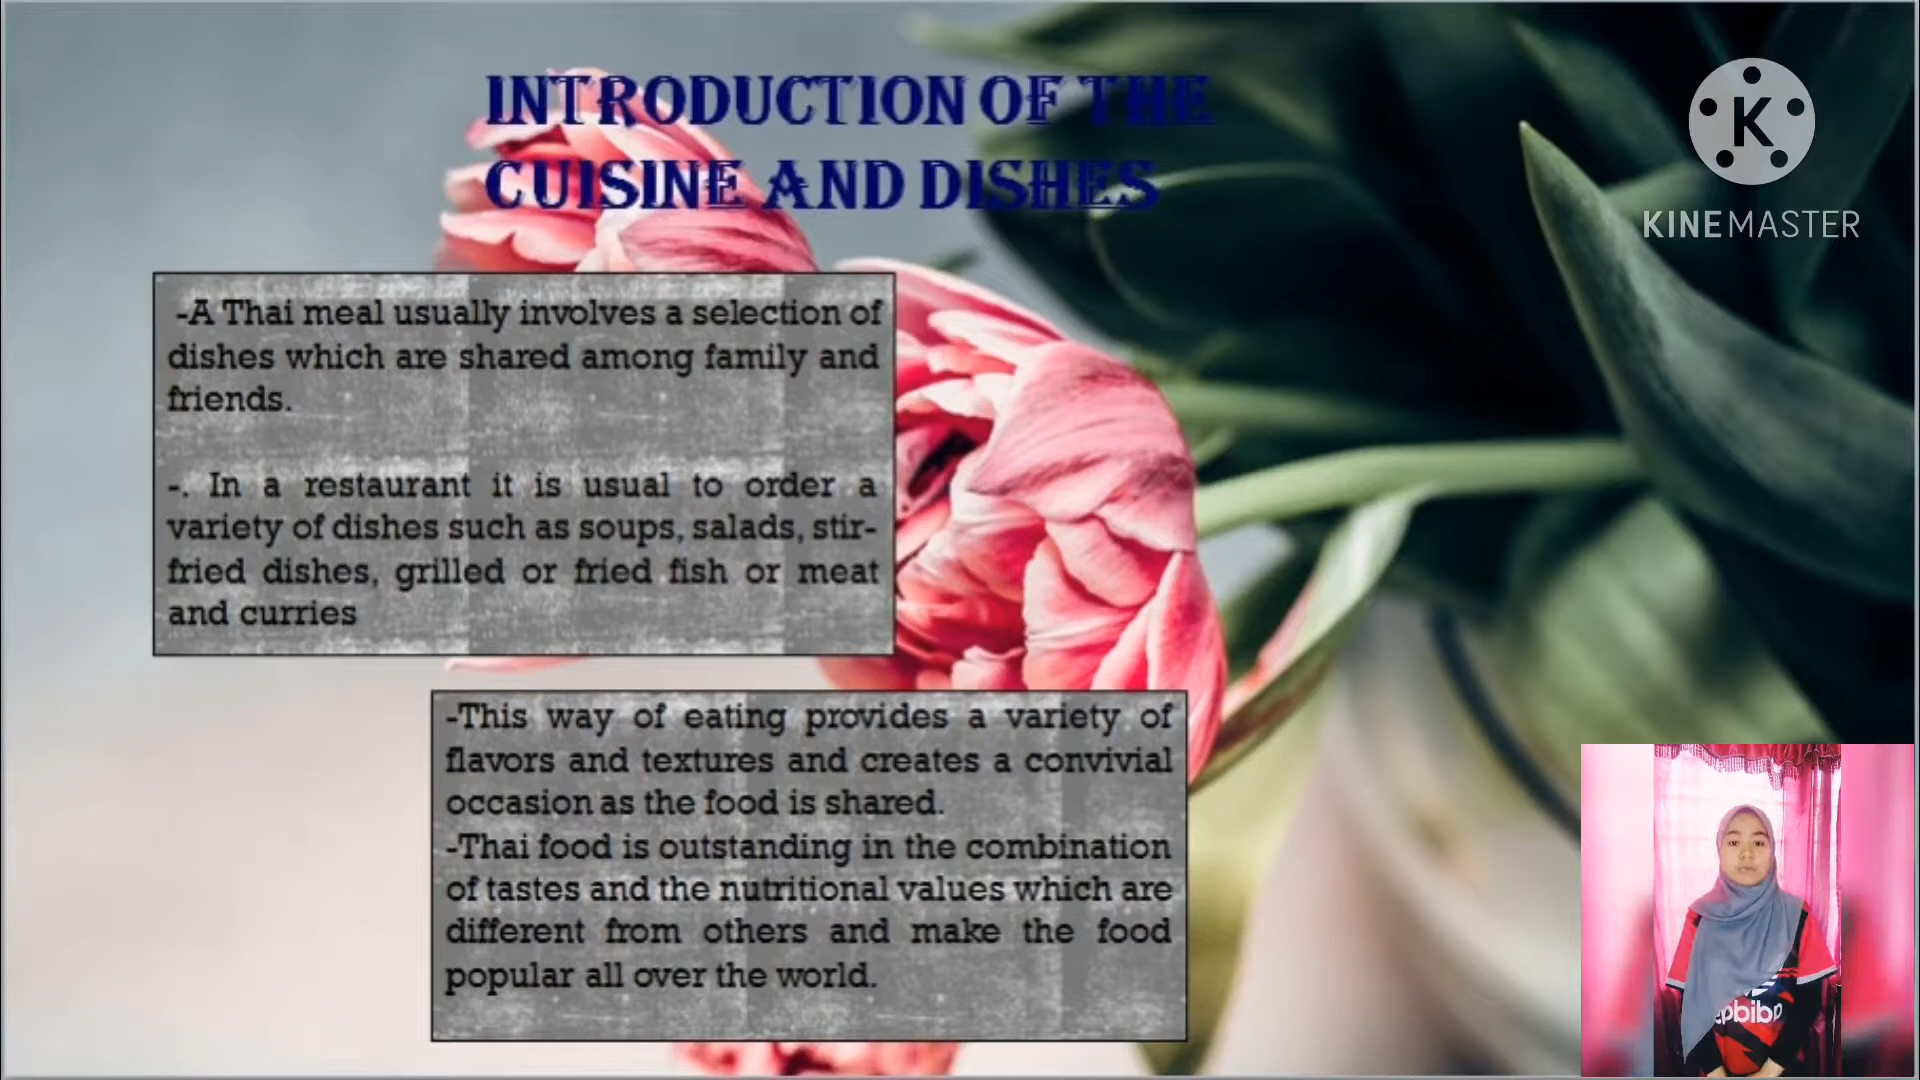 INTRODUCTION OF THE
CUISINE AND DISHES
K
KINEMASTER
-A Thai meal usually involves a selection of
dishes which are shared among family and
friends.
-. In a restaurant it is usual to order a
variety of dishes such as soups, salads, stir-
fried dishes, grilled or fried fish or meat
and curries
-This way of eating provides a variety of
flavors and textures and creates a convivial
occasion as the food is shared.
-Thai food is outstanding in the combination
of tastes and the nutritional values which are
different from others and make the food
popular all over the world.